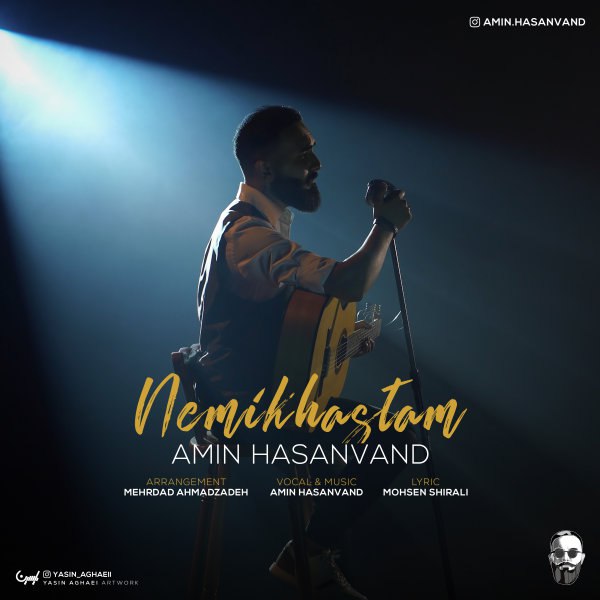 AMIN.HASANVAND
Nemikhastam
AMIN HASANVAND
ARRANGEMENT
MEHRDAD AHMADZADEH
VOCAL & MUSIC
AMIN HASANVAND
LYRIC
MOHSEN SHIRALI
YASIN_AGHAEII
YASIN AGHAEI ARTWORK